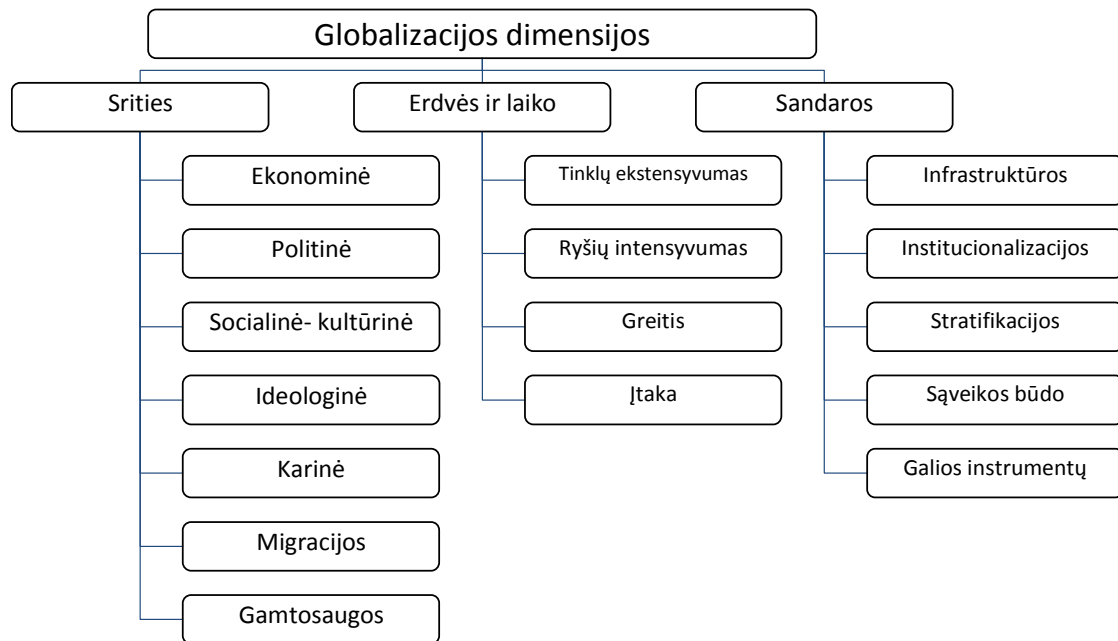 Globalizacijos dimensijos
Srities
Ekonominė
Politinė
Socialinė- kultūrinė
Ideologinė
Karinė
Migracijos
Gamtosaugos
Erdvės ir laiko
Tinklų ekstensyvumas
Ryšių intensyvumas
Greitis
Įtaka
Sandaros
Infrastruktūros
Institucionalizacijos
Stratifikacijos
Sąveikos būdo
Galios instrumentų